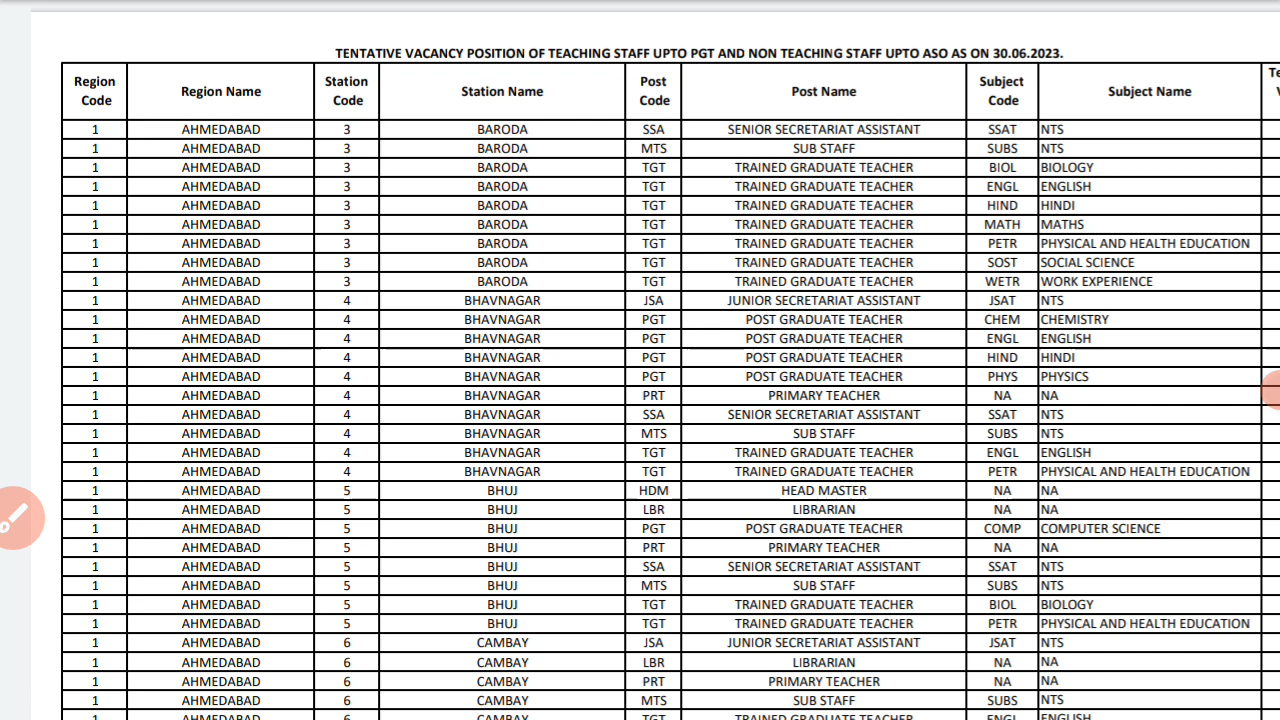 TENTATIVE VACANCY POSITION OF TEACHING STAFF UPTO PGT AND NON TEACHING STAFF UPTO ASO AS ON 30.06.2023.
Region Code Region Name Station Code Station Name Post Code Post Name Subject Code Subject Name
1 AHMEDABAD 3 BARODA SSA SENIOR SECRETARIAT ASSISTANT SSAT NTS
1 AHMEDABAD 3 BARODA MTS SUB STAFF SUBS NTS
1 AHMEDABAD 3 BARODA TGT TRAINED GRADUATE TEACHER BIOL BIOLOGY
1 AHMEDABAD 3 BARODA TGT TRAINED GRADUATE TEACHER ENGL ENGLISH
1 AHMEDABAD 3 BARODA TGT TRAINED GRADUATE TEACHER HIND HINDI
1 AHMEDABAD 3 BARODA TGT TRAINED GRADUATE TEACHER MATH MATHS
1 AHMEDABAD 3 BARODA TGT TRAINED GRADUATE TEACHER PETR PHYSICAL AND HEALTH EDUCATION
1 AHMEDABAD 3 BARODA TGT TRAINED GRADUATE TEACHER SOST SOCIAL SCIENCE
1 AHMEDABAD 3 BARODA TGT TRAINED GRADUATE TEACHER WETR WORK EXPERIENCE
1 AHMEDABAD 4 BHAVNAGAR JSA JUNIOR SECRETARIAT ASSISTANT JSAT NTS
1 AHMEDABAD 4 BHAVNAGAR PGT POST GRADUATE TEACHER CHEM CHEMISTRY
1 AHMEDABAD 4 BHAVNAGAR PGT POST GRADUATE TEACHER ENGL ENGLISH
1 AHMEDABAD 4 BHAVNAGAR PGT POST GRADUATE TEACHER HIND HINDI
1 AHMEDABAD 4 BHAVNAGAR PGT POST GRADUATE TEACHER PHYS PHYSICS
1 AHMEDABAD 4 BHAVNAGAR PRT PRIMARY TEACHER NA NA
1 AHMEDABAD 4 BHAVNAGAR SSA SENIOR SECRETARIAT ASSISTANT SSAT NTS
1 AHMEDABAD 4 BHAVNAGAR MTS SUB STAFF SUBS NTS
1 AHMEDABAD 4 BHAVNAGAR TGT TRAINED GRADUATE TEACHER ENGL ENGLISH
1 AHMEDABAD 4 BHAVNAGAR TGT TRAINED GRADUATE TEACHER PETR PHYSICAL AND HEALTH EDUCATION
1 AHMEDABAD 5 BHUJ HDM HEAD MASTER NA NA
1 AHMEDABAD 5 BHUJ LBR LIBRARIAN NA NA
1 AHMEDABAD 5 BHUJ PGT POST GRADUATE TEACHER COMP COMPUTER SCIENCE
1 AHMEDABAD 5 BHUJ PRT PRIMARY TEACHER NA NA
1 AHMEDABAD 5 BHUJ SSA SENIOR SECRETARIAT ASSISTANT SSAT NTS
1 AHMEDABAD 5 BHUJ MTS SUB STAFF SUBS NTS
1 AHMEDABAD 5 BHUJ TGT TRAINED GRADUATE TEACHER BIOL BIOLOGY
1 AHMEDABAD 5 BHUJ TGT TRAINED GRADUATE TEACHER PETR PHYSICAL AND HEALTH EDUCATION
1 AHMEDABAD 6 CAMBAY JSA JUNIOR SECRETARIAT ASSISTANT JSAT NTS
1 AHMEDABAD 6 CAMBAY LBR LIBRARIAN NA NA
1 AHMEDABAD 6 CAMBAY PRT PRIMARY TEACHER NA NA
1 AHMEDABAD 6 CAMBAY MTS SUB STAFF SUBS NTS
1 AHMEDABAD 6 CAMBAY TGT TRAINED GRADUATE TEACHER ENGL ENGLISH